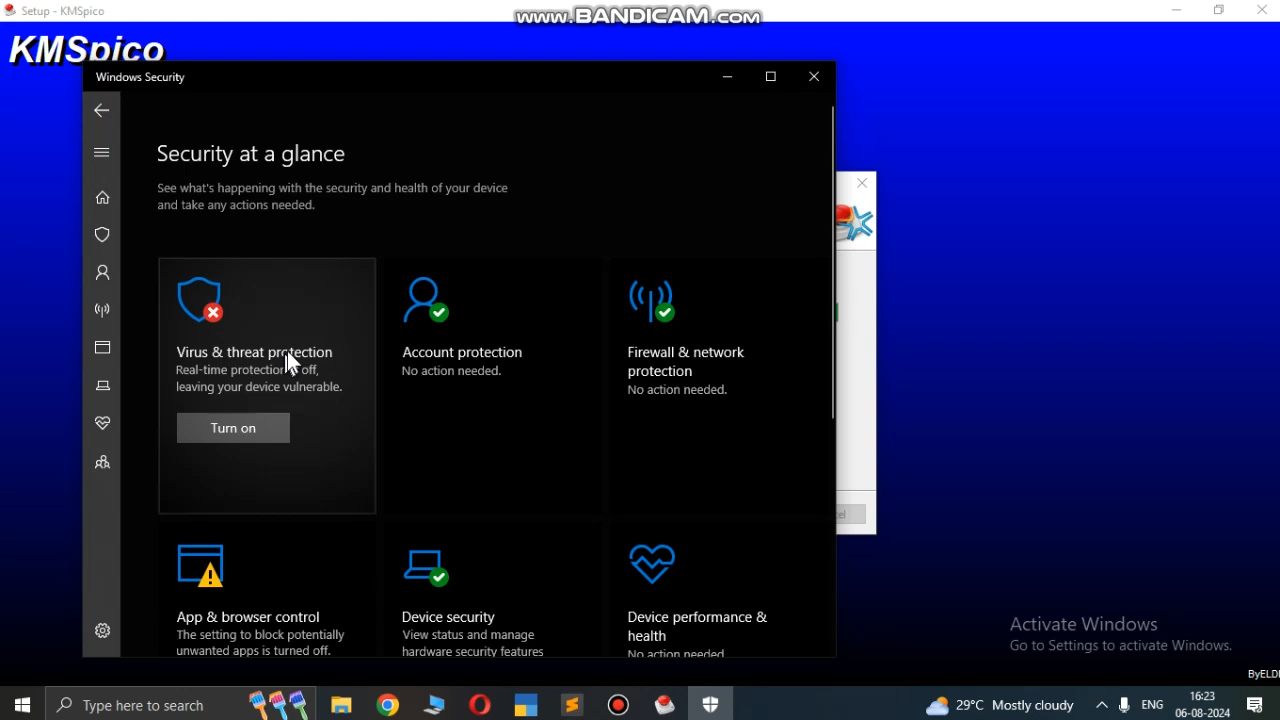 Setup - KMSpico
www.BANDICAM.com
KMSpico
Windows Security
Security at a glance
See what's happening with the security and health of your device
and take any actions needed.
Virus & threat protection
Real-time protection off,
leaving your device vulnerable.
Turn on
Account protection
No action needed.
Firewall & network
protection
No action needed.
App & browser control
The setting to block potentially
unwanted apps is turned off.
Device security
View status and manage
hardware security features
Device performance &
health
No action needed.
Activate Windows
Go to Settings to activate Windows.
Type here to search
29°C Mostly cloudy
ENG
16:23
06-08-2024